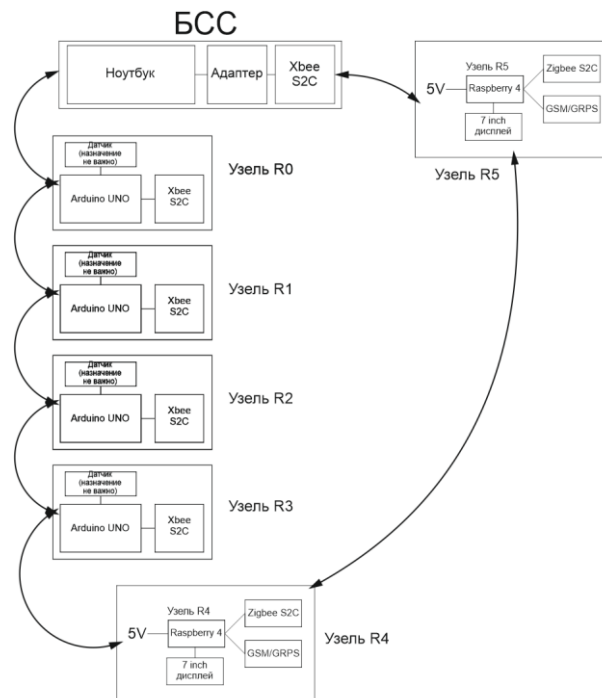 БСС
Ноутбук
Адаптер
Xbee
S2C
Узель R5
5V
Raspberry 4
Zigbee S2C
GSM/GRPS
7 inch
дисплей
Узель R5
Датчик
(назначение
не важно)
Arduino UNO
Xbee
S2C
Узель R0
Датчик
(назначение
не важно)
Arduino UNO
Xbee
S2C
Узель R1
Датчик
(назначение
не важно)
Arduino UNO
Xbee
S2C
Узель R2
Датчик
(назначение
не важно)
Arduino UNO
Xbee
S2C
Узель R3
Узель R4
5V
Raspberry 4
Zigbee S2C
GSM/GRPS
7 inch
дисплей
Узель R4